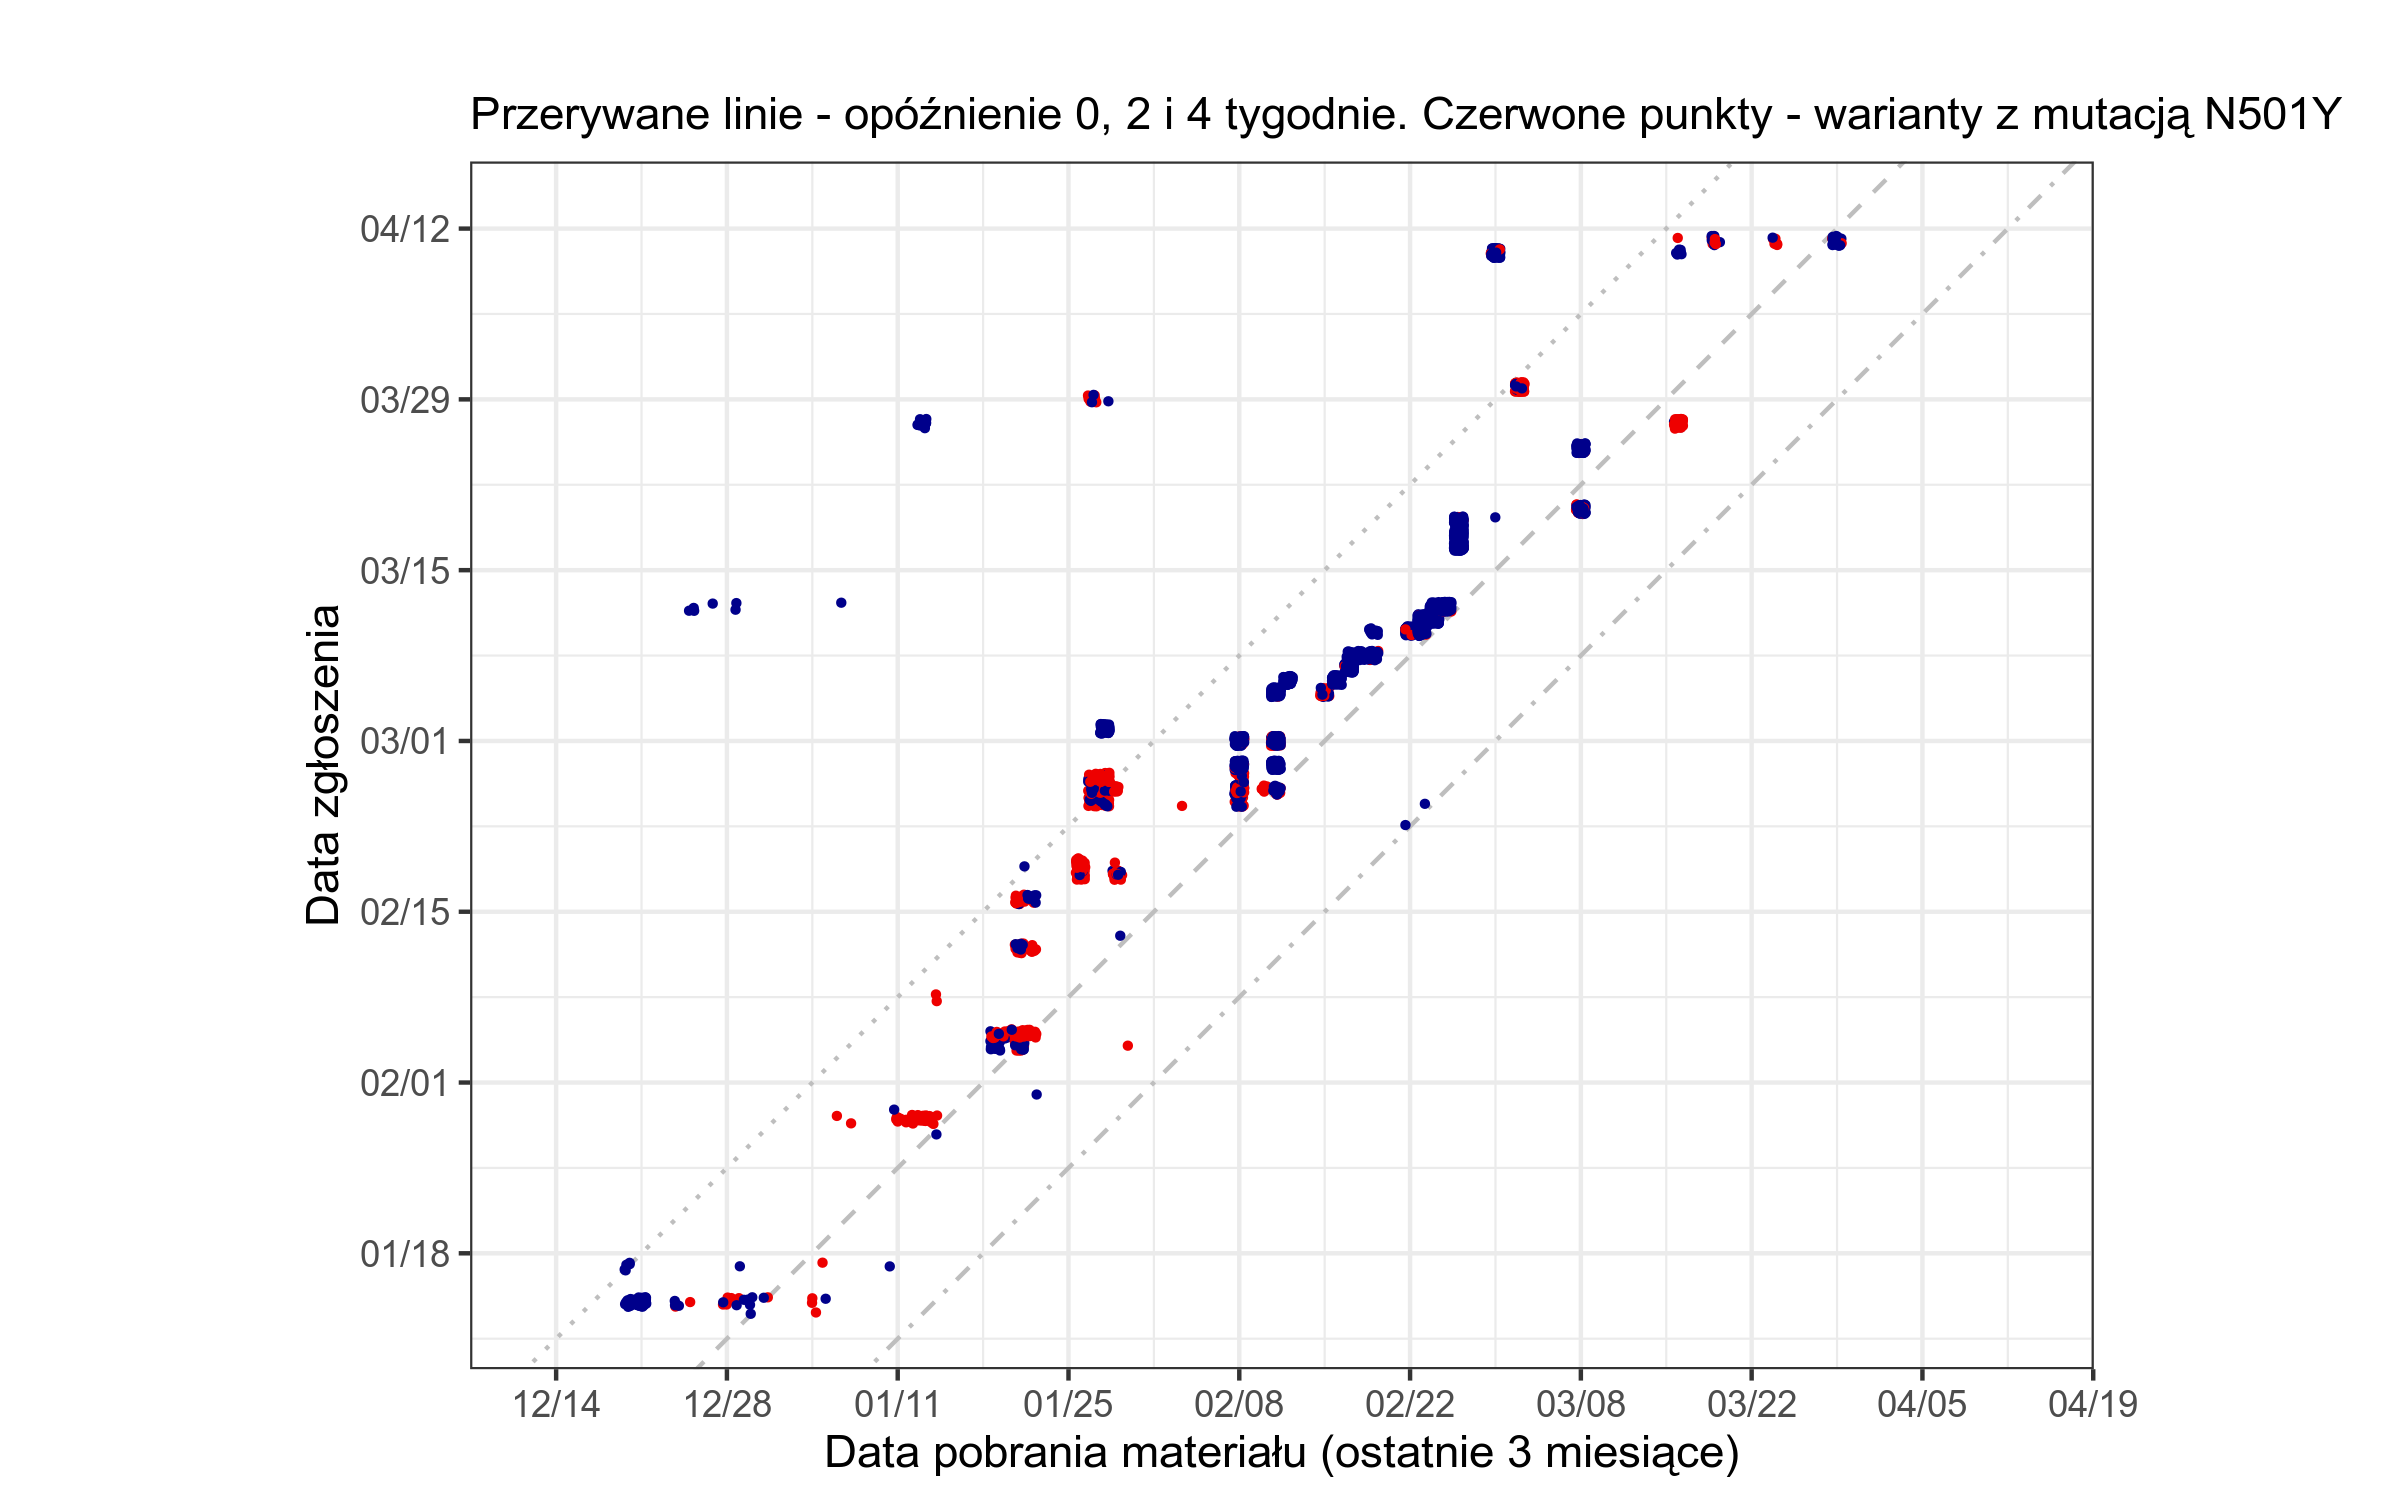 Przerywane linie - opóźnienie 0, 2 i 4 tygodnie. Czerwone punkty - warianty z mutacją N501Y
Data zgłoszenia
04/12
03/29
03/15
03/01
02/15
02/01
01/18
12/14 12/28 01/11 01/25 02/08 02/22 03/08 03/22 04/05 04/19
Data pobrania materiału (ostatnie 3 miesiące)